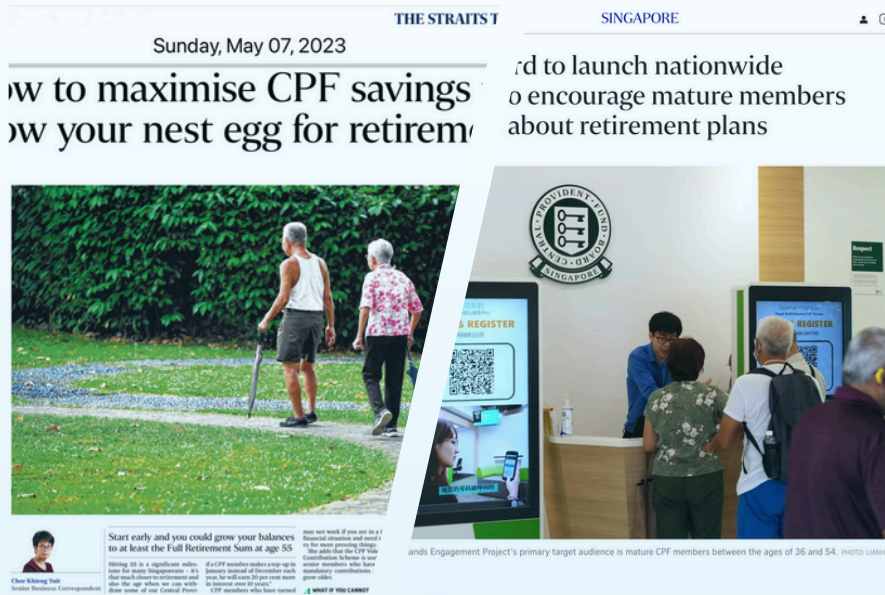 THE STRAITS T
Sunday, May 07, 2023
ow to maximise CPF savings
ow your nest egg for retirem
Chor Khieng Yuit
Senior Business Correspondent
Start early and you could grow your balances
to at least the Full Retirement Sum at age 55
Hitting 55 is a significant miles-
tone for many Singaporeans – it's
that much closer to retirement and
also the age when we can with-
draw some of our Central Provi-
if a CPF member makes a top-up in
January instead of December each
year, he will earn 20 per cent more
in interest over 10 years."
CPF members who have turned
may not work if you are in a
financial situation and need
ry for more pressing things.
She adds that the CPF Vol
Contribution Scheme is use
senior members who have
mandatory contributions
grow older.
WHAT IF YOU CANNOT
SINGAPORE
rd to launch nationwide
o encourage mature members
about retirement plans
CENTRAL PROVIDENT FUND BOARD
SINGAPORE
Respect
& REGISTER
REGISTER
ands Engagement Project's primary target audience is mature CPF members between the ages of 36 and 54. PHOTO: LIANH